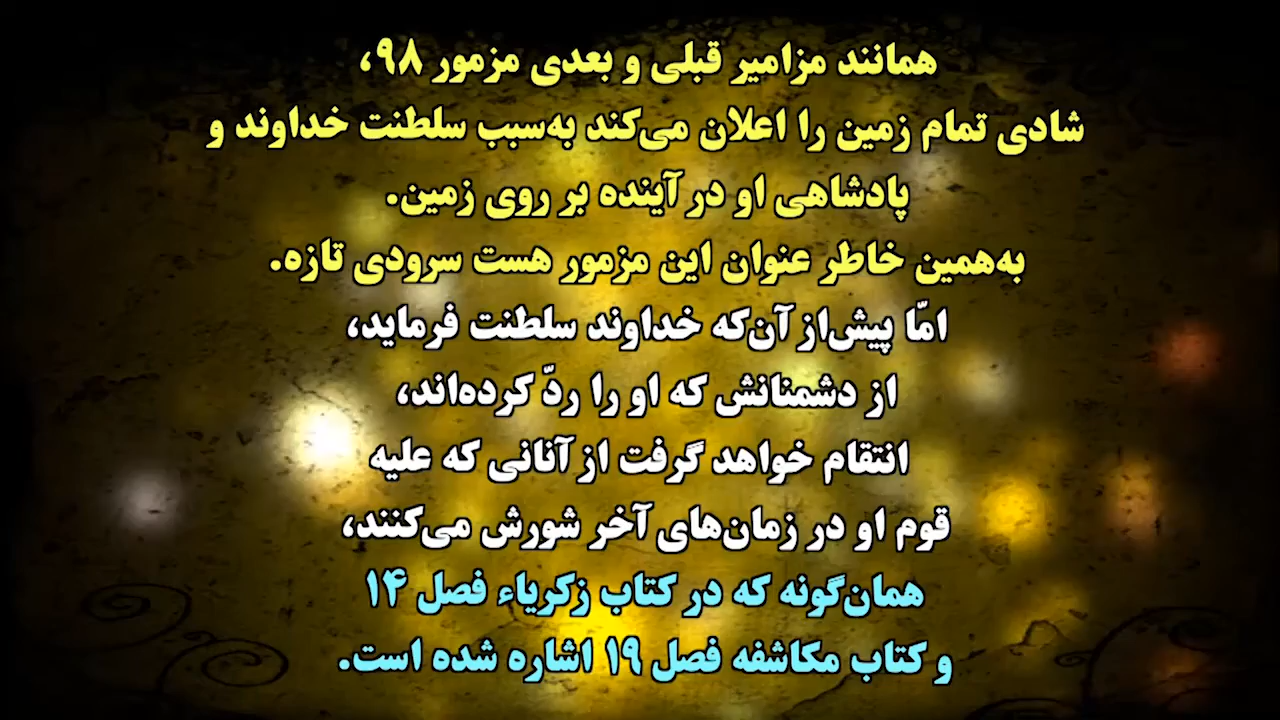 همانند مزامیر قبلی و بعدی مزمور ۹۸،
شادی تمام زمین را اعلان می‌کند به‌سبب سلطنت خداوند و
پادشاهی او در آینده بر روی زمین.
به‌همین خاطر عنوان این مزمور هست سرودی تازه.
امّا پیش‌از آن‌که خداوند سلطنت فرماید،
از دشمنانش که او را ردّ کرده‌اند،
انتقام خواهد گرفت از آنانی که علیه
قوم او در زمان‌های آخر شورش می‌کنند،
همان‌گونه که در کتاب زکریاء فصل ۱۴
و کتاب مکاشفه فصل ۱۹ اشاره شده است.